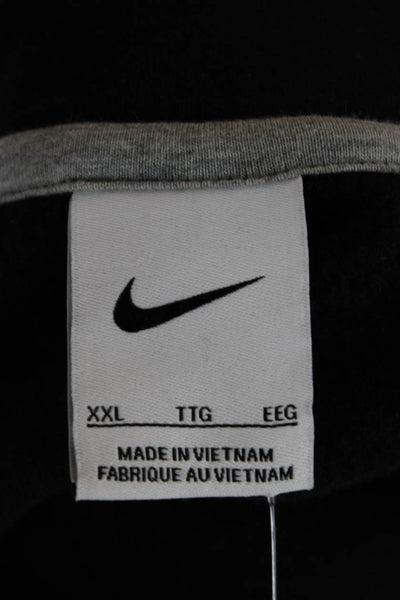 XXL TTG EEG
MADE IN VIETNAM
FABRIQUE AU VIETNAM